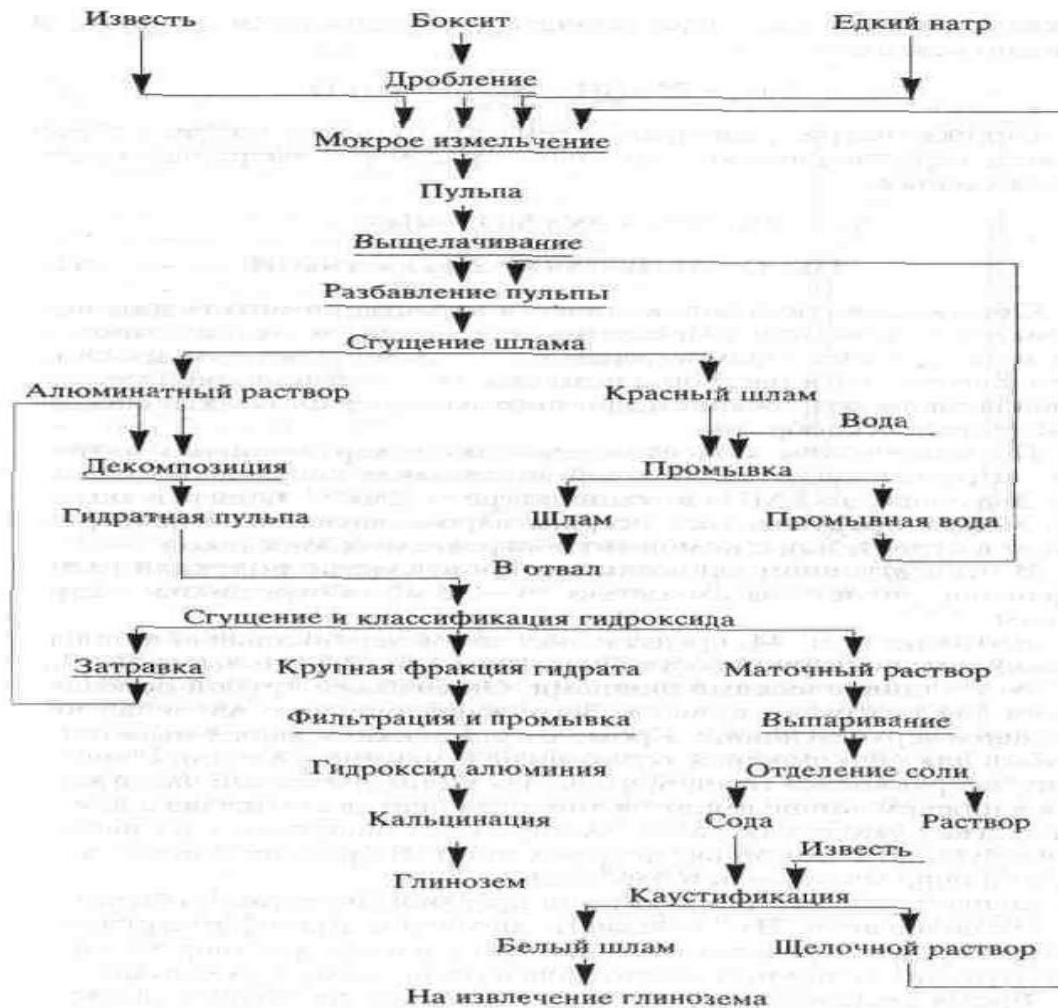 Известь Боксит Едкий натр
Дробление
Мокрое измельчение
Пульпа
Выщелачивание
Разбавление пульпы
Сгущение шлама
Алюминатный раствор Красный шлам
Вода
Декомпозиция Промывка
Гидратная пульпа Шлам Промывная вода
В отвал
Сгущение и классификация гидроксида
Затравка Крупная фракция гидрата Маточный раствор
Фильтрация и промывка Выпаривание
Гидроксид алюминия Отделение соли
Кальцинация Сода Раствор
Известь
Глинозем
Каустификация
Белый шлам Щелочной раствор
На извлечение глинозема